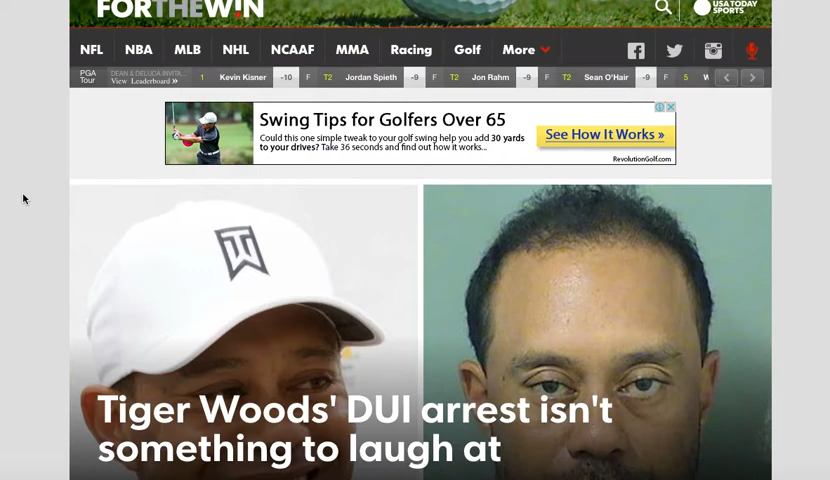 FORTHEWIN
USA TODAY
SPORTS
NFL NBA MLB NHL NCAAF MMA Racing Golf More
PGA Tour DEAN & DELUCA INVITA... View Leaderboard » 1 Kevin Kisner -10 F T2 Jordan Spieth -9 F T2 Jon Rahm -9 F T2 Sean O'Hair -9 F 5 W
Swing Tips for Golfers Over 65
Could this one simple tweak to your golf swing help you add 30 yards
to your drives? Take 36 seconds and find out how it works...
See How It Works »
RevolutionGolf.com
TW
Tiger Woods' DUI arrest isn't
something to laugh at